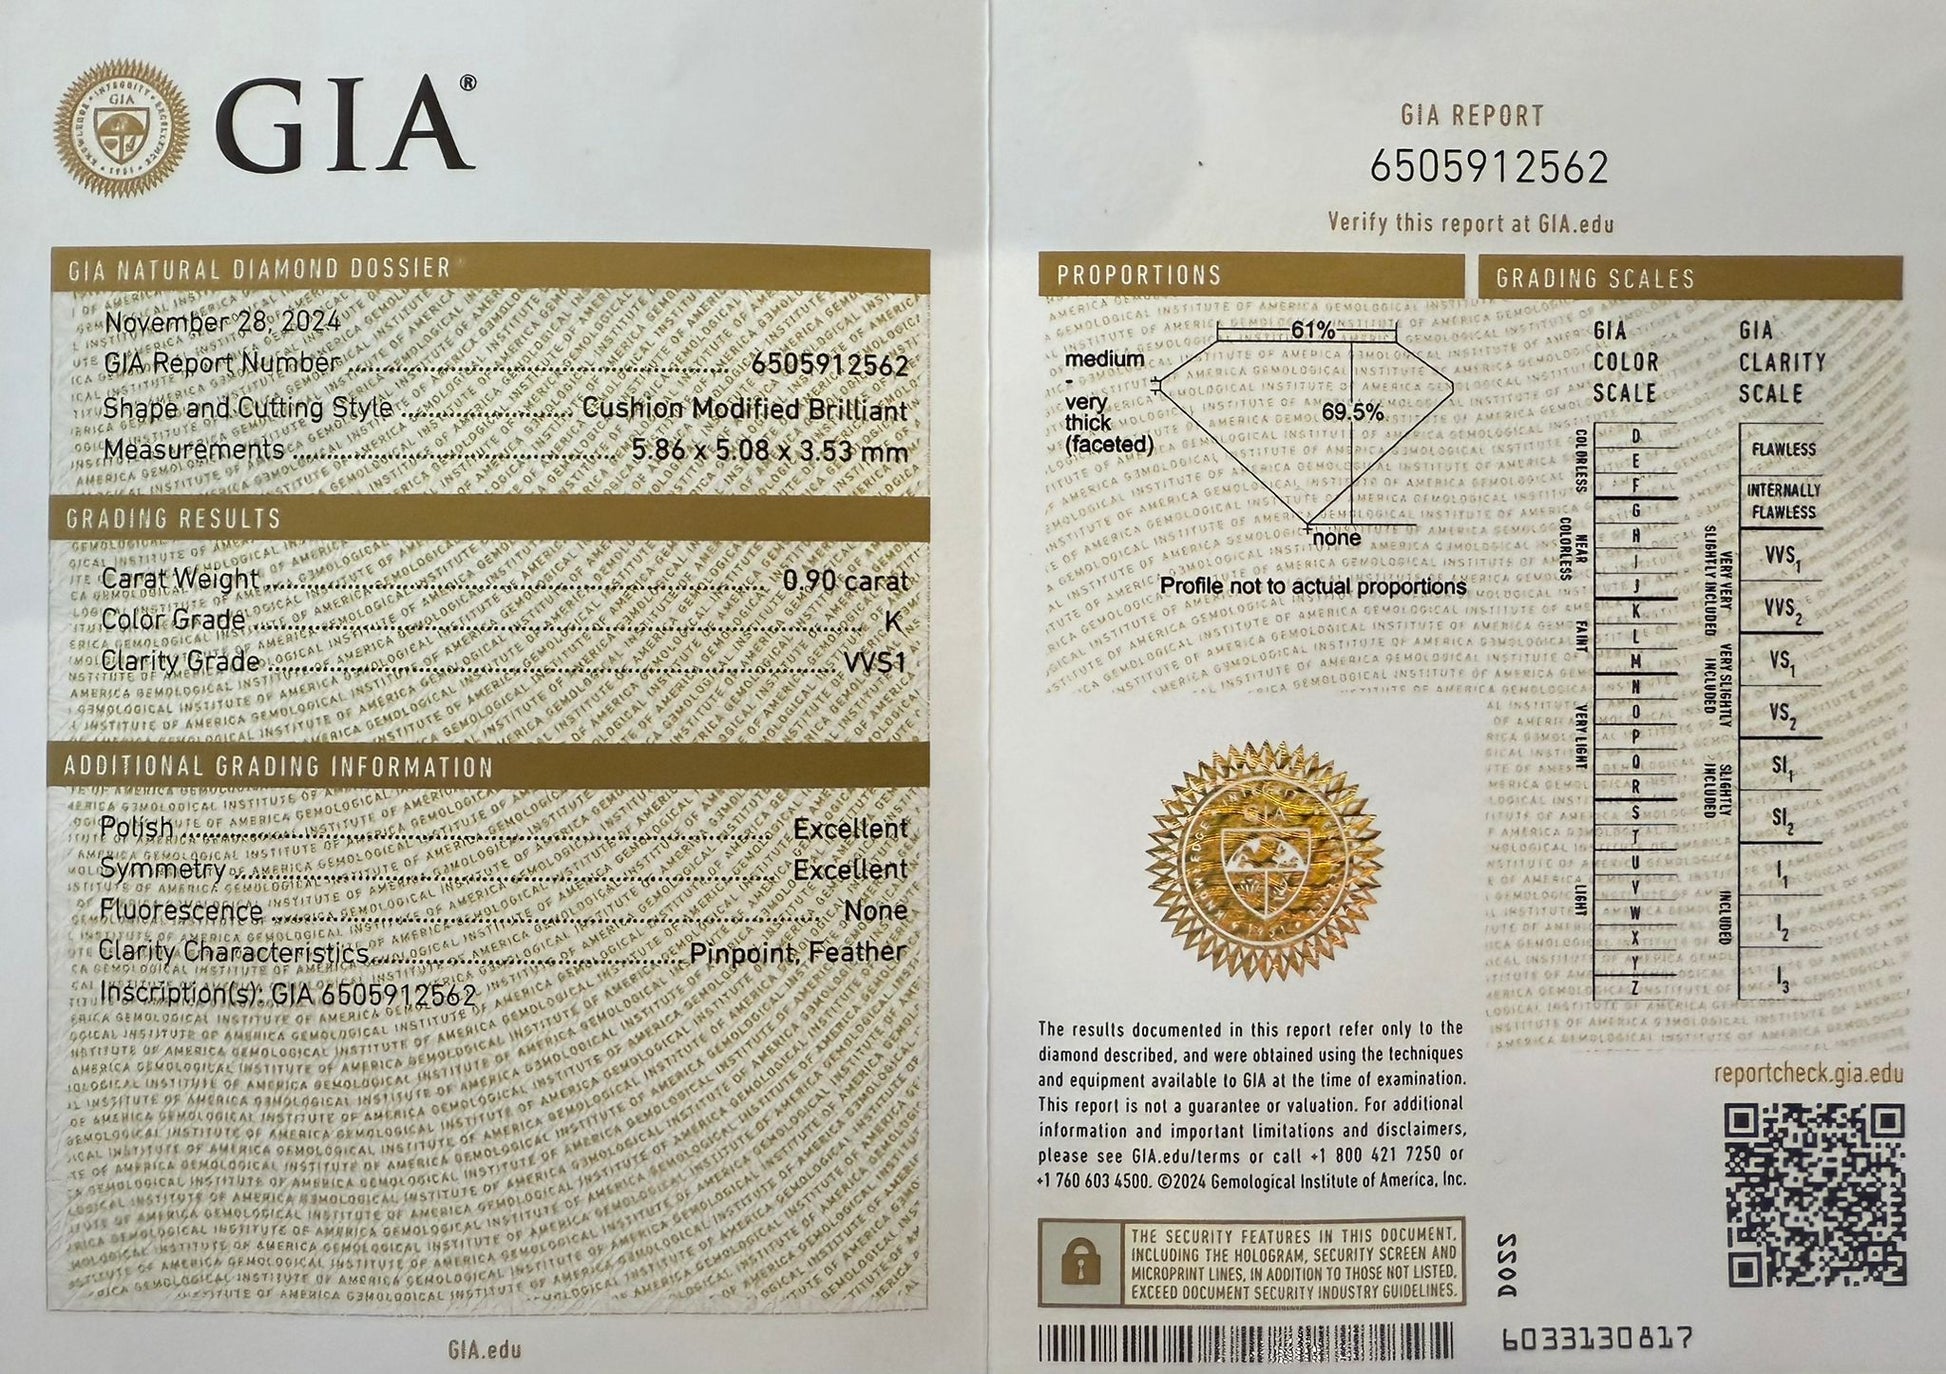 GIA®
GIA NATURAL DIAMOND DOSSIER
November 28, 2024
GIA Report Number 6505912562
Shape and Cutting Style Cushion Modified Brilliant
Measurements 5.86 x 5.08 x 3.53 mm
GRADING RESULTS
Carat Weight 0.90 carat
Color Grade K
Clarity Grade VVS1
ADDITIONAL GRADING INFORMATION
Polish Excellent
Symmetry Excellent
Fluorescence None
Clarity Characteristics Pinpoint, Feather
Inscription(s): GIA 6505912562
GIA.edu
GIA REPORT
6505912562
Verify this report at GIA.edu
PROPORTIONS
61%
medium
-
very
thick
(faceted)
69.5%
none
Profile not to actual proportions
The results documented in this report refer only to the
diamond described, and were obtained using the techniques
and equipment available to GIA at the time of examination.
This report is not a guarantee or valuation. For additional
information and important limitations and disclaimers,
please see GIA.edu/terms or call +1 800 421 7250 or
+1 760 603 4500. ©2024 Gemological Institute of America, Inc.
THE SECURITY FEATURES IN THIS DOCUMENT,
INCLUDING THE HOLOGRAM, SECURITY SCREEN AND
MICROPRINT LINES, IN ADDITION TO THOSE NOT LISTED,
EXCEED DOCUMENT SECURITY INDUSTRY GUIDELINES.
GRADING SCALES
GIA
COLOR
SCALE
COLORLESS
D
E
F
NEAR
COLORLESS
G
H
I
J
FAINT
K
L
M
VERY LIGHT
N
O
P
Q
R
LIGHT
S
T
U
V
W
X
Y
Z
GIA
CLARITY
SCALE
FLAWLESS
INTERNALLY
FLAWLESS
VERY VERY
SLIGHTLY INCLUDED
VVS1
VVS2
VERY SLIGHTLY
INCLUDED
VS1
VS2
SLIGHTLY
INCLUDED
SI1
SI2
INCLUDED
I1
I2
I3
reportcheck.gia.edu
D022
6033130817